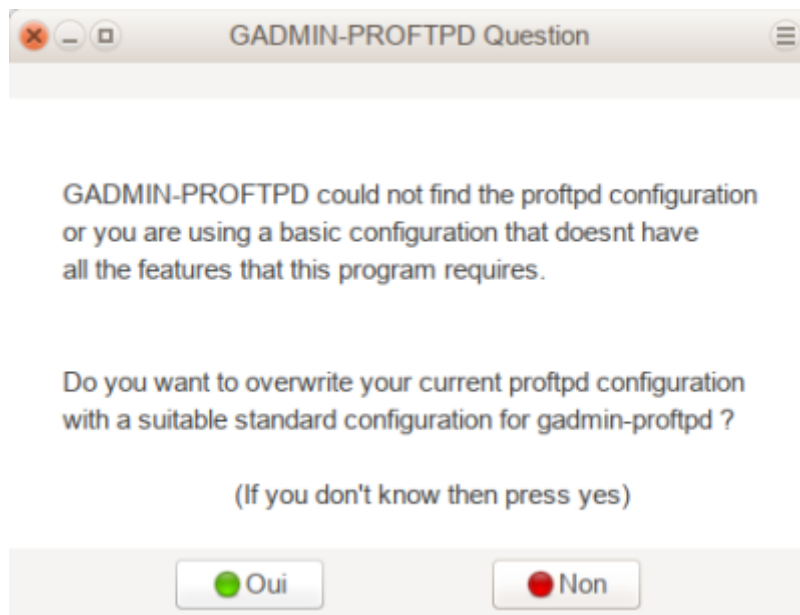 GADMIN-PROFTPD Question
GADMIN-PROFTPD could not find the proftpd configuration
or you are using a basic configuration that doesnt have
all the features that this program requires.
Do you want to overwrite your current proftpd configuration
with a suitable standard configuration for gadmin-proftpd ?
(If you don't know then press yes)
Oui
Non